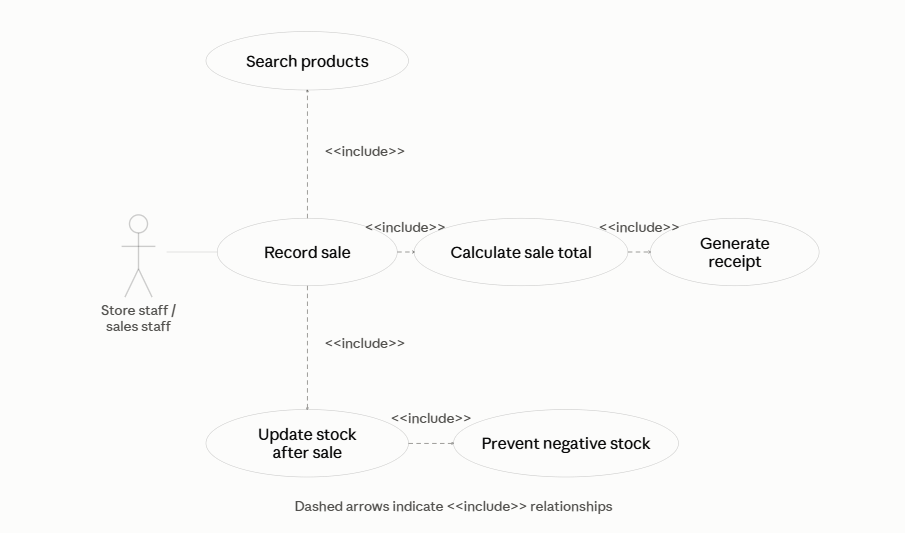 Search products
<<include>>
<<include>>
<<include>>
Record sale
Calculate sale total
Generate
receipt
Store staff /
sales staff
<<include>>
<<include>>
Update stock
after sale
Prevent negative stock
Dashed arrows indicate <<include>> relationships